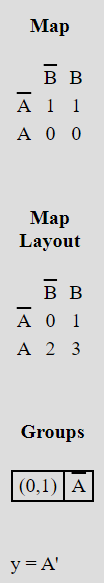 Map
B̅ B
A̅ 1 1
A 0 0
Map
Layout
B̅ B
A̅ 0 1
A 2 3
Groups
(0,1) A̅
y = A'